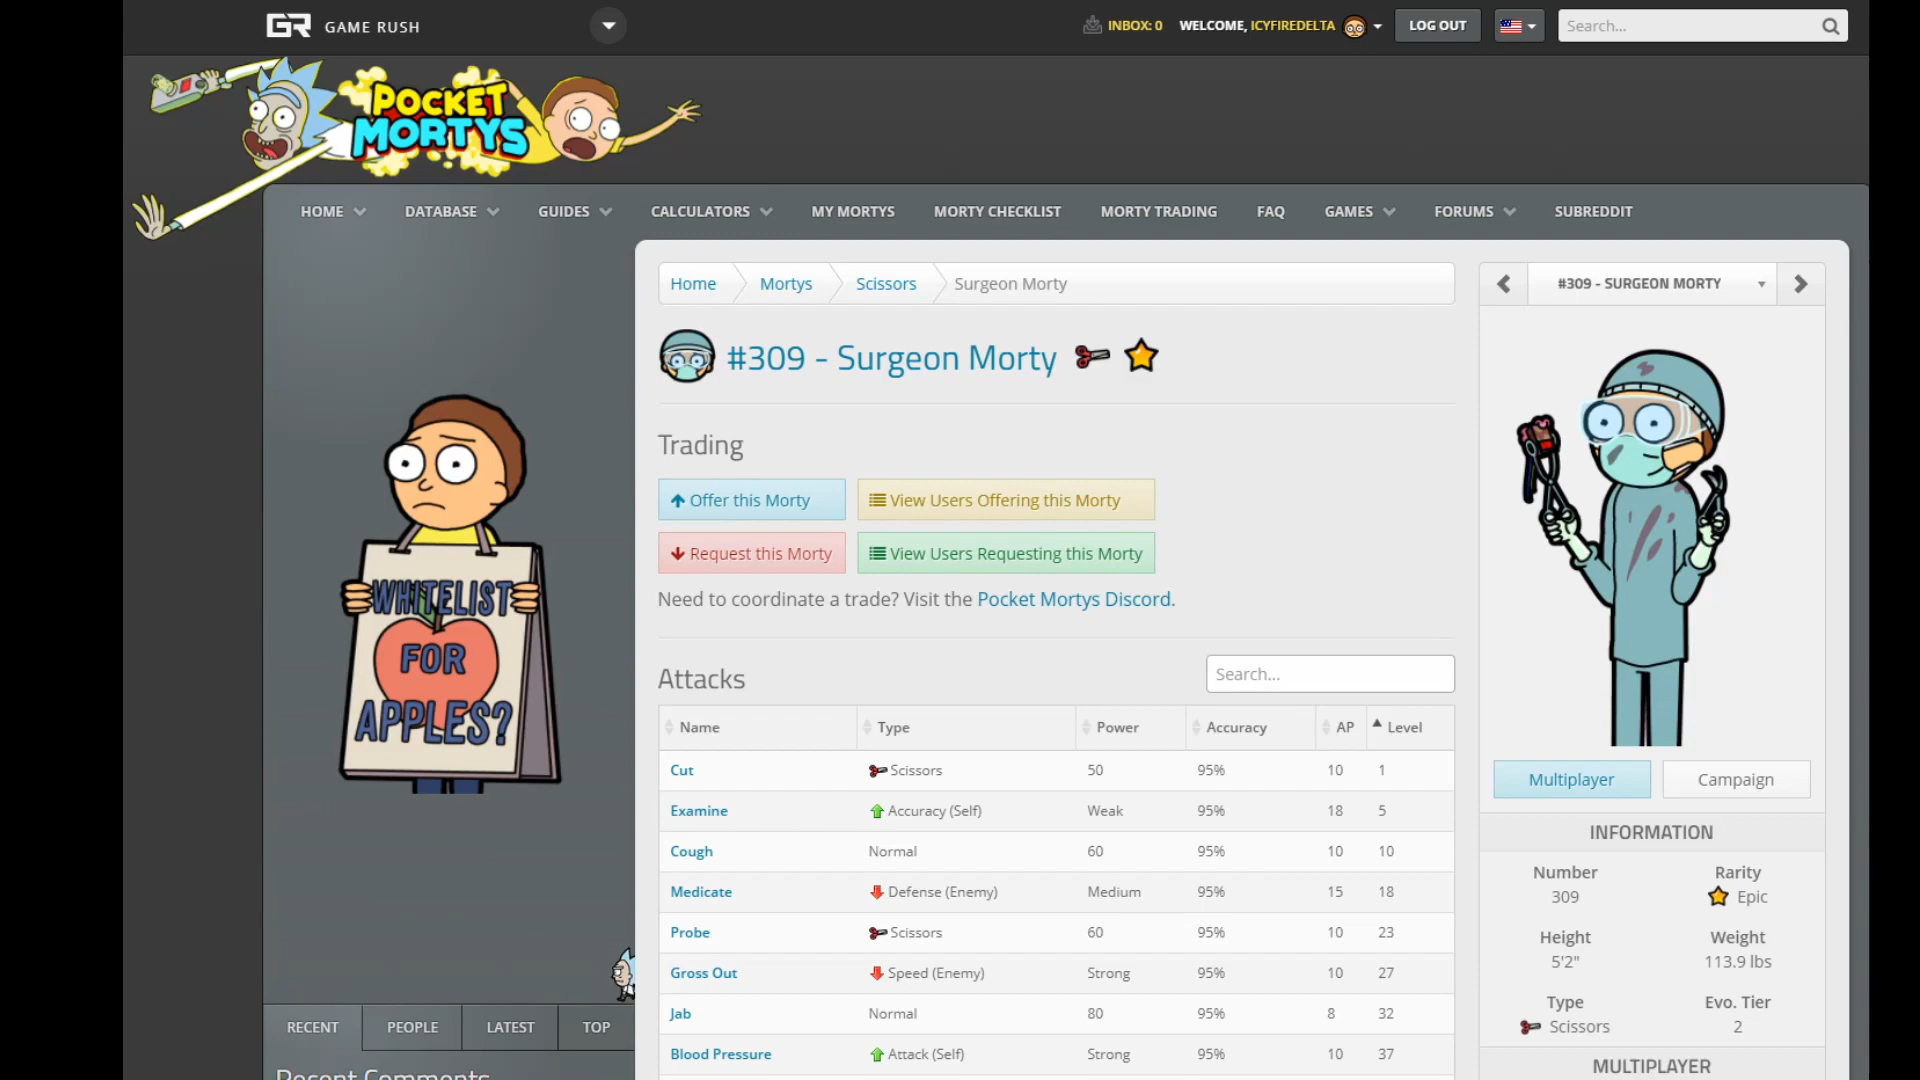 GR GAME RUSH
INBOX: 0 WELCOME, ICYFIREDELTA LOG OUT Search...
POCKET
MORTYS
HOME DATABASE GUIDES CALCULATORS MY MORTYS MORTY CHECKLIST MORTY TRADING FAQ GAMES FORUMS SUBREDDIT
Home Mortys Scissors Surgeon Morty
#309 - SURGEON MORTY
#309 - Surgeon Morty
Trading
Offer this Morty View Users Offering this Morty
Request this Morty View Users Requesting this Morty
Need to coordinate a trade? Visit the Pocket Mortys Discord.
WHITELIST
FOR
APPLES?
Attacks Search...
Name Type Power Accuracy AP Level
Cut Scissors 50 95% 10 1
Examine Accuracy (Self) Weak 95% 18 5
Cough Normal 60 95% 10 10
Medicate Defense (Enemy) Medium 95% 15 18
Probe Scissors 60 95% 10 23
Gross Out Speed (Enemy) Strong 95% 10 27
Jab Normal 80 95% 8 32
Blood Pressure Attack (Self) Strong 95% 10 37
Multiplayer Campaign
INFORMATION
Number Rarity
309 Epic
Height Weight
5'2" 113.9 lbs
Type Evo. Tier
Scissors 2
MULTIPLAYER
RECENT PEOPLE LATEST TOP
Recent Comments